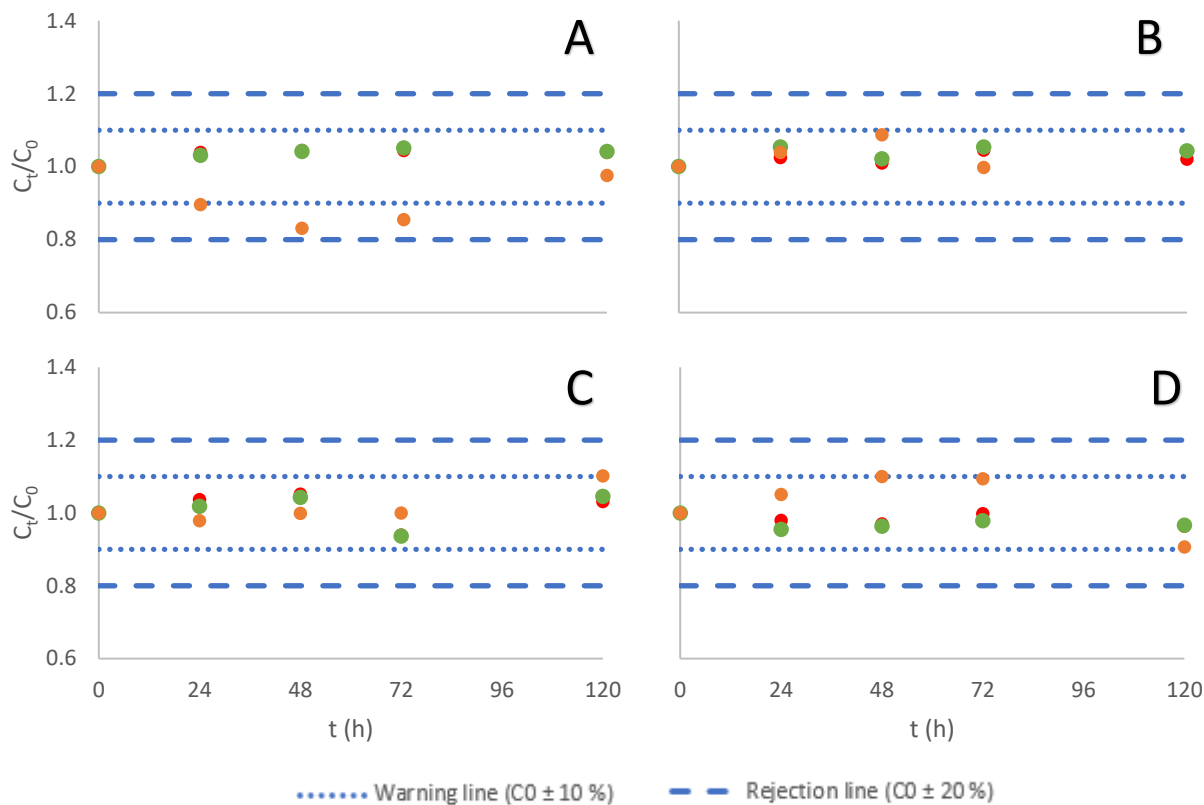 1.4
A
B
1.2
1.0
0.8
0.6
Ct/C0
1.4
C
D
1.2
1.0
0.8
0.6
Ct/C0
0 24 48 72 96 120
0 24 48 72 96 120
t (h)
t (h)
Warning line (C0 ± 10 %)
Rejection line (C0 ± 20 %)